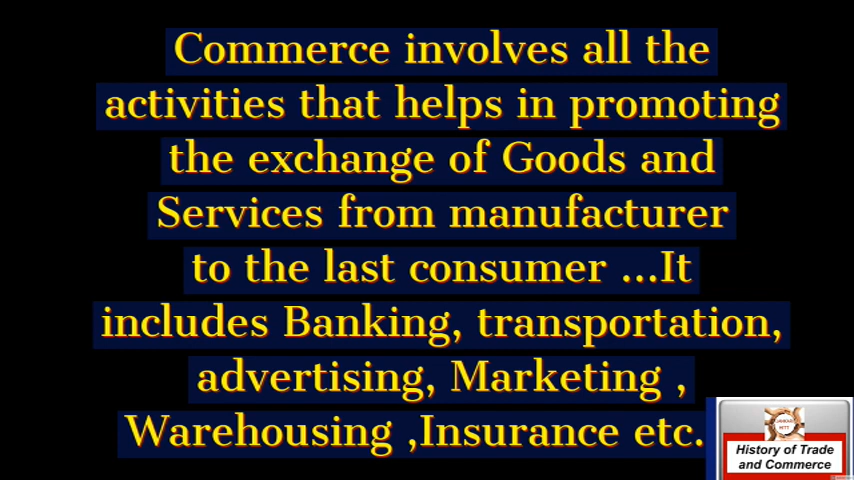 Commerce involves all the
activities that helps in promoting
the exchange of Goods and
Services from manufacturer
to the last consumer ...It
includes Banking, transportation,
advertising, Marketing ,
Warehousing ,Insurance etc.
History of Trade
and Commerce